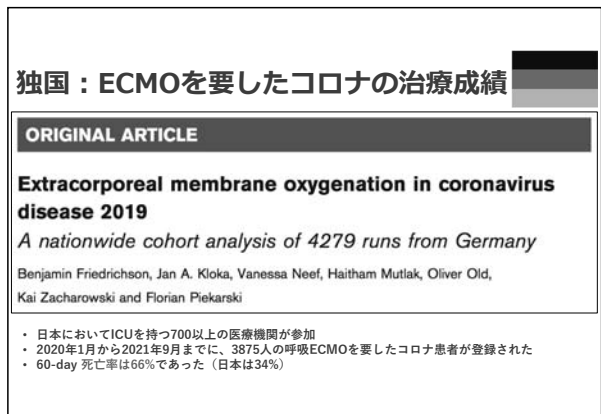 独国：ECMOを要したコロナの治療成績
ORIGINAL ARTICLE
Extracorporeal membrane oxygenation in coronavirus
disease 2019
A nationwide cohort analysis of 4279 runs from Germany
Benjamin Friedrichson, Jan A. Kloka, Vanessa Neef, Haitham Mutlak, Oliver Old,
Kai Zacharowski and Florian Piekarski
• 日本においてICUを持つ700以上の医療機関が参加
• 2020年1月から2021年9月までに、3875人の呼吸ECMOを要したコロナ患者が登録された
• 60-day 死亡率は66%であった（日本は34%）